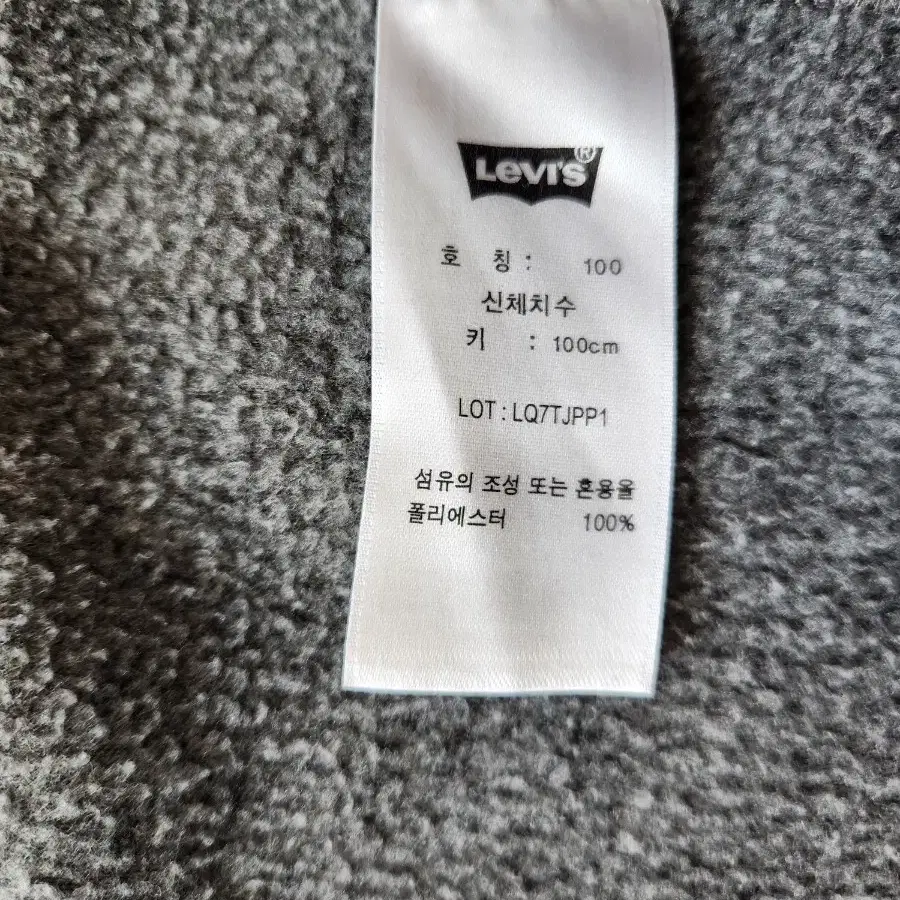 Levi's®
호 칭 : 100
신체치수
키 : 100cm
LOT : LQ7TJPP1
섬유의 조성 또는 혼용율
폴리에스터 100%